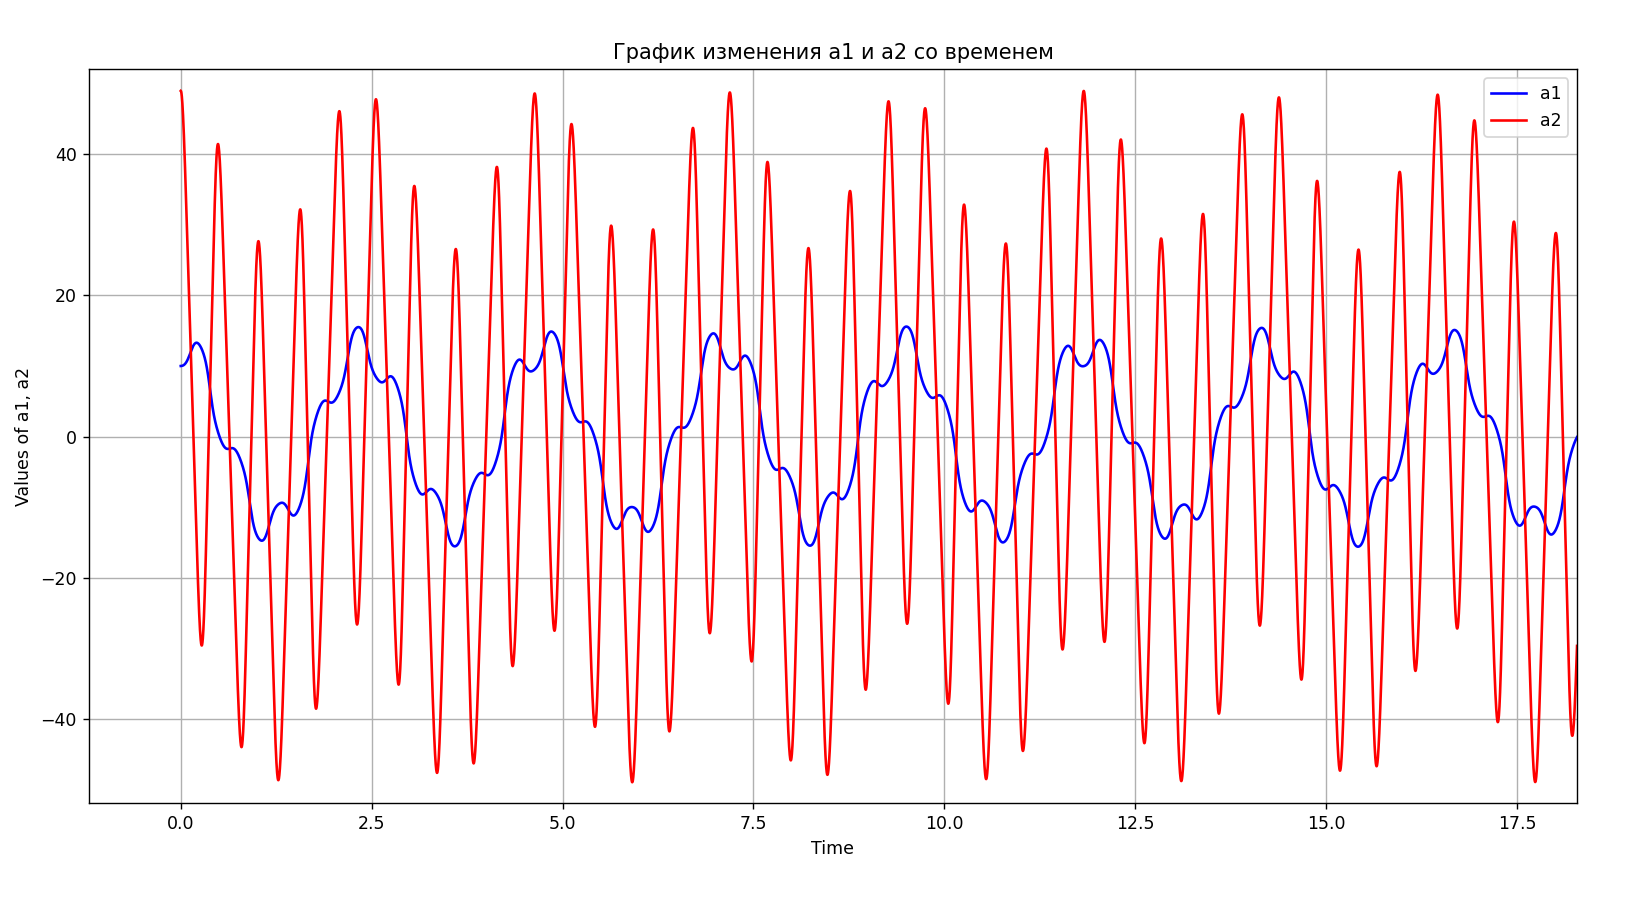 График изменения a1 и a2 со временем
a1
a2
Values of a1, a2
40
20
0
−20
−40
0.0 2.5 5.0 7.5 10.0 12.5 15.0 17.5
Time